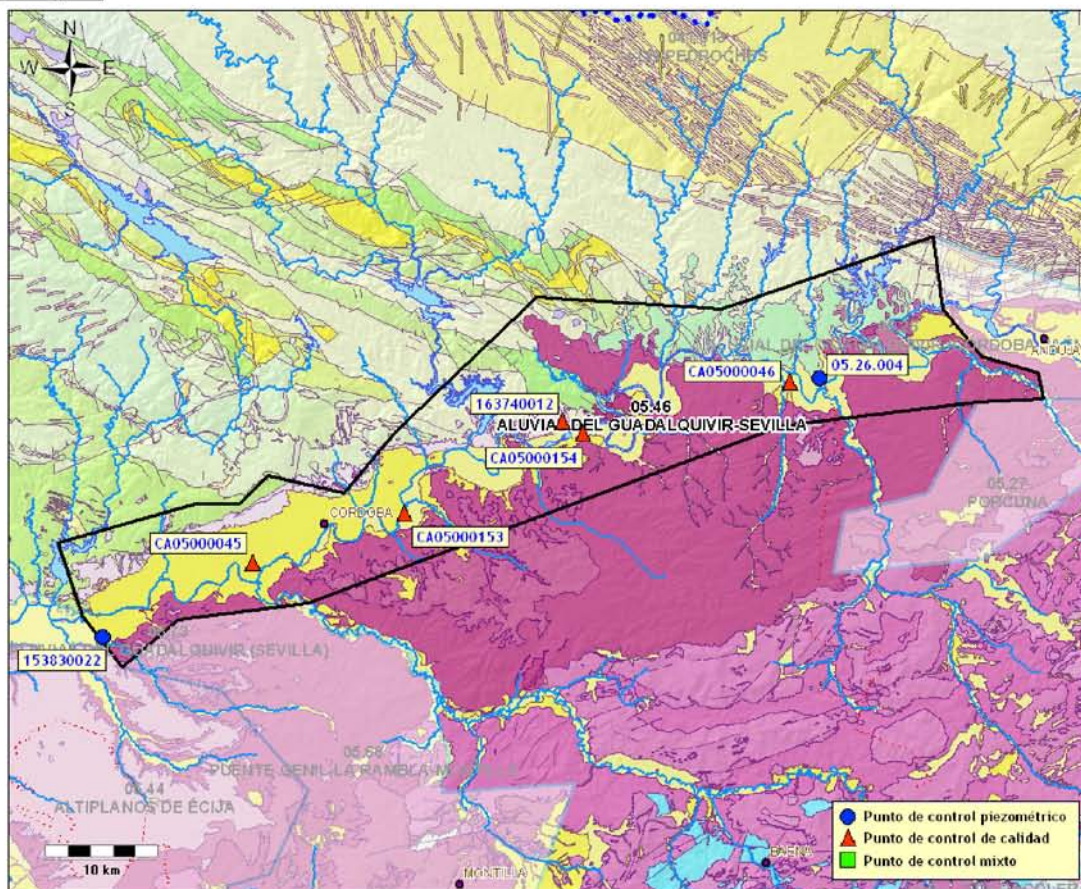 N
W E
S
PEDROCHES
ANDUJA
05.26.004
CA05000046
163740012
05.46
ALUVIAL DEL GUADALQUIVIR-SEVILLA
CA05000154
05.27
PORCUNA
CORDOBA
CA05000153
CA05000045
GUADALQUIVIR (SEVILLA)
153830022
05.68
PUENTE GENIL-LA RAMBLA-M
05.44
ALTIPLANOS DE ECIJA
Punto de control piezométrico
Punto de control de calidad
Punto de control mixto
10 km
BAENA
MONTILLA